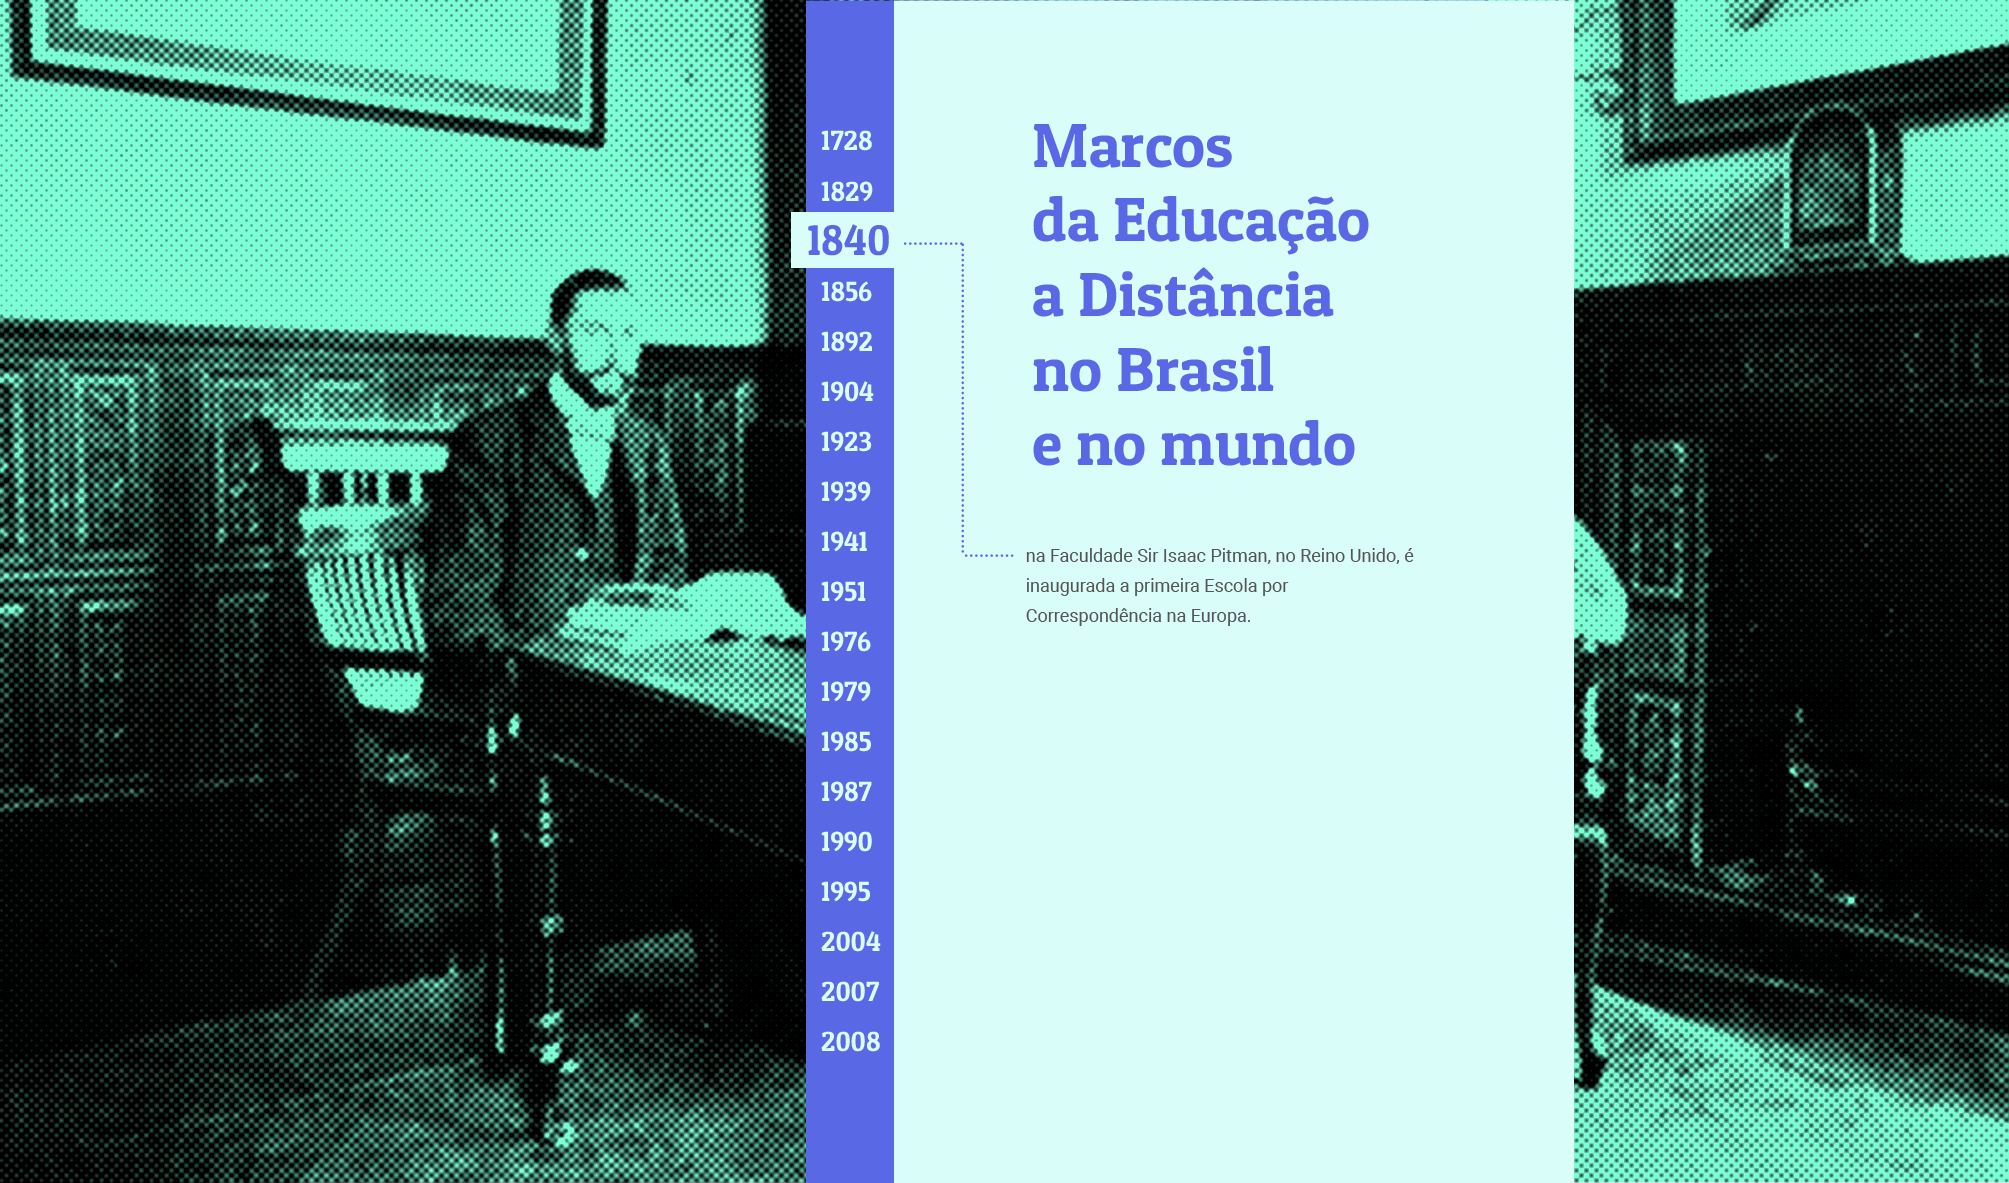 1728
1829
1840
1856
1892
1904
1923
1939
1941
1951
1976
1979
1985
1987
1990
1995
2004
2007
2008
Marcos
da Educação
a Distância
no Brasil
e no mundo
na Faculdade Sir Isaac Pitman, no Reino Unido, é
inaugurada a primeira Escola por
Correspondência na Europa.